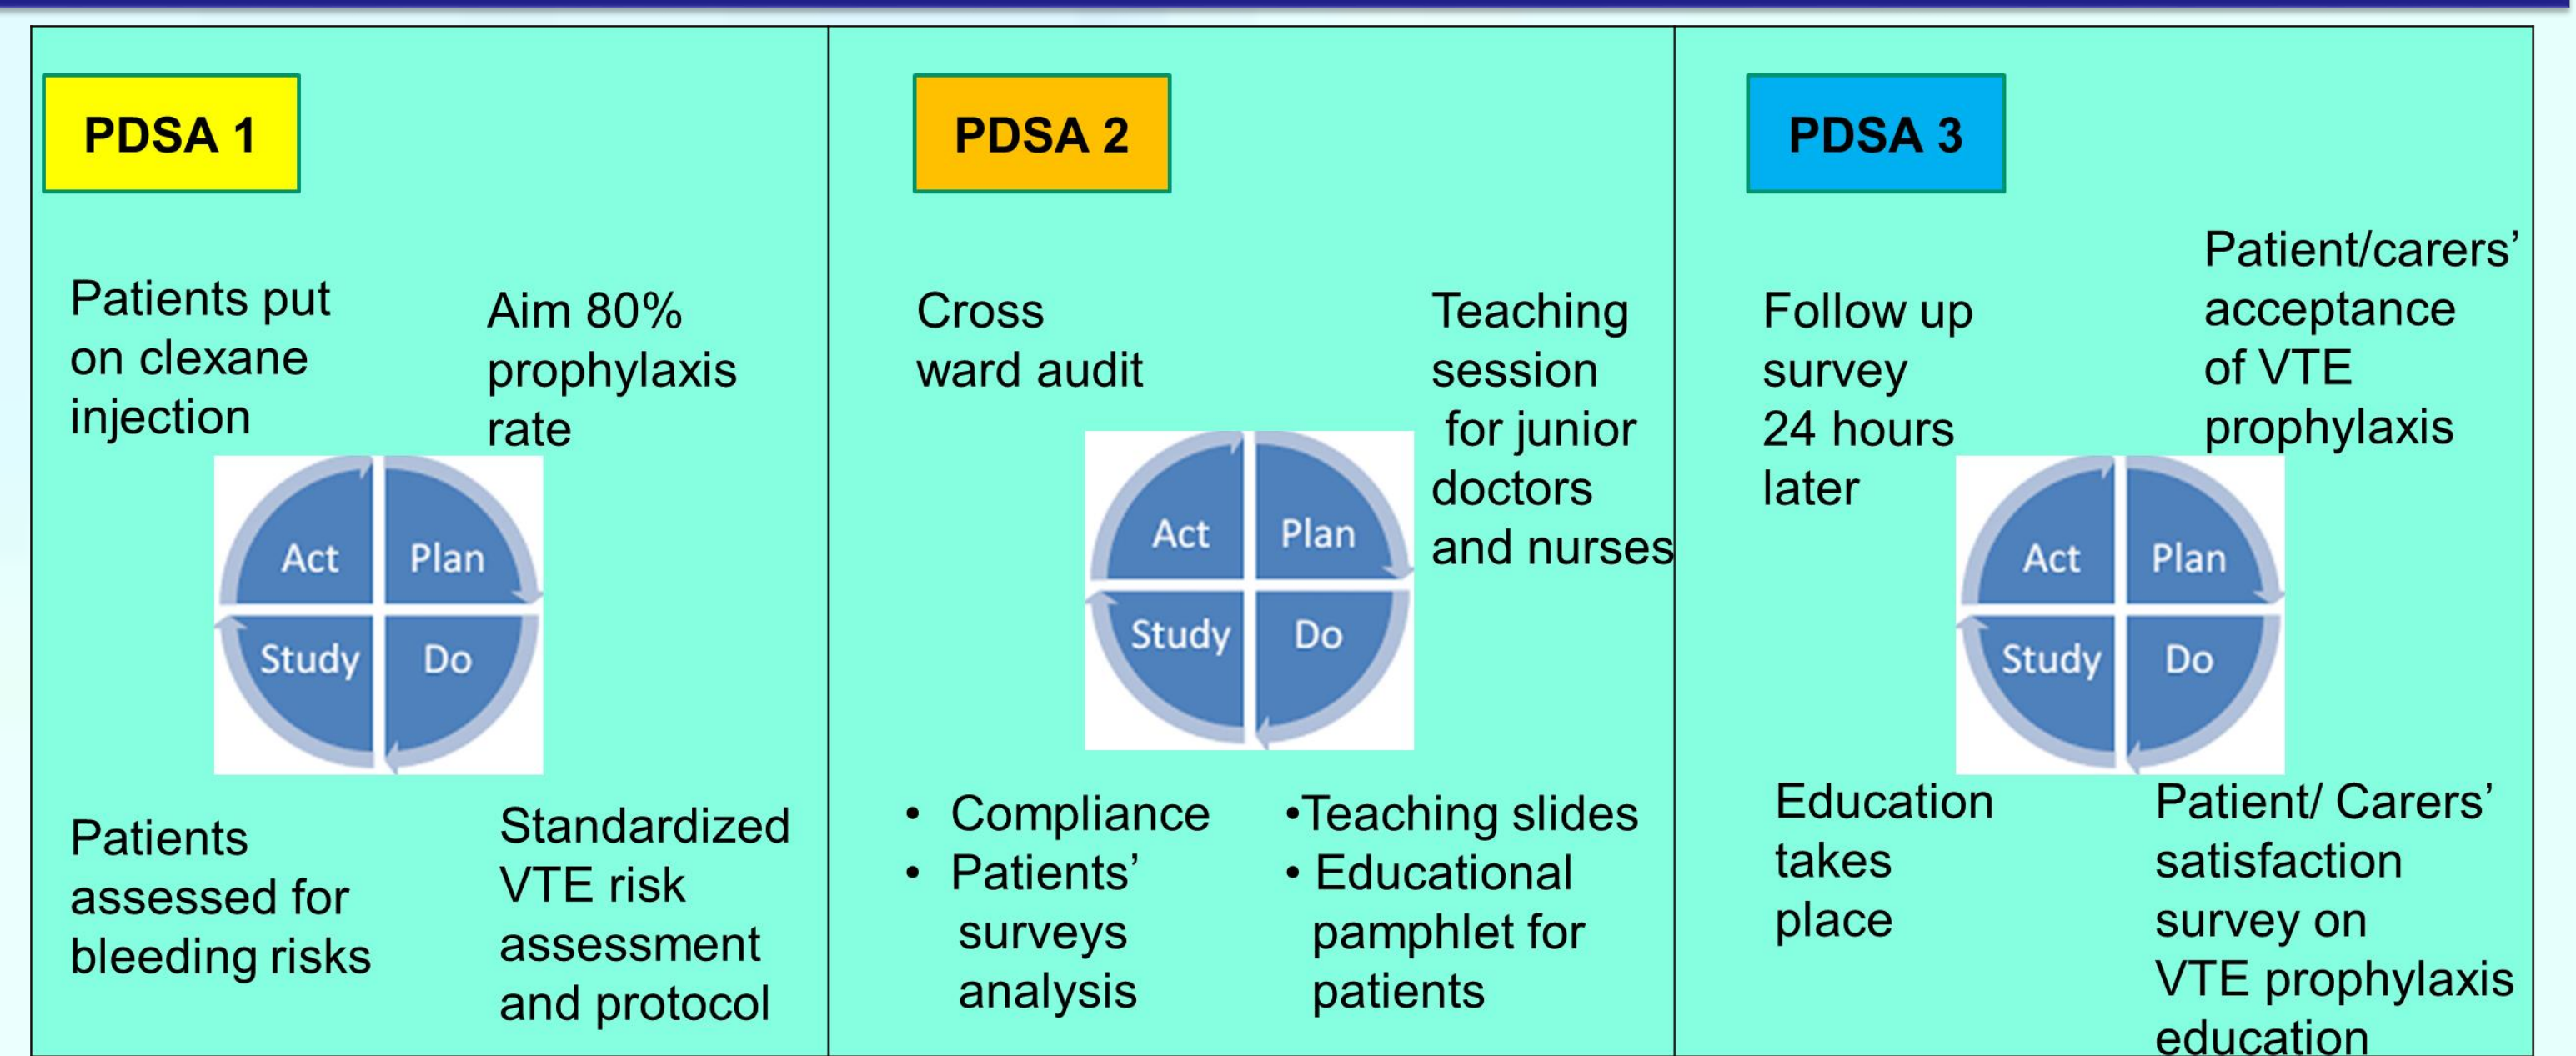 PDSA 1
Patients put
on clexane
injection
Aim 80%
prophylaxis
rate
Act
Plan
Study
Do
Patients
assessed for
bleeding risks
Standardized
VTE risk
assessment
and protocol
PDSA 2
Cross
ward audit
Teaching
session
for junior
doctors
and nurses
Act
Plan
Study
Do
• Compliance
• Patients’
surveys
analysis
•Teaching slides
• Educational
pamphlet for
patients
PDSA 3
Follow up
survey
24 hours
later
Patient/carers’
acceptance
of VTE
prophylaxis
Act
Plan
Study
Do
Education
takes
place
Patient/ Carers’
satisfaction
survey on
VTE prophylaxis
education